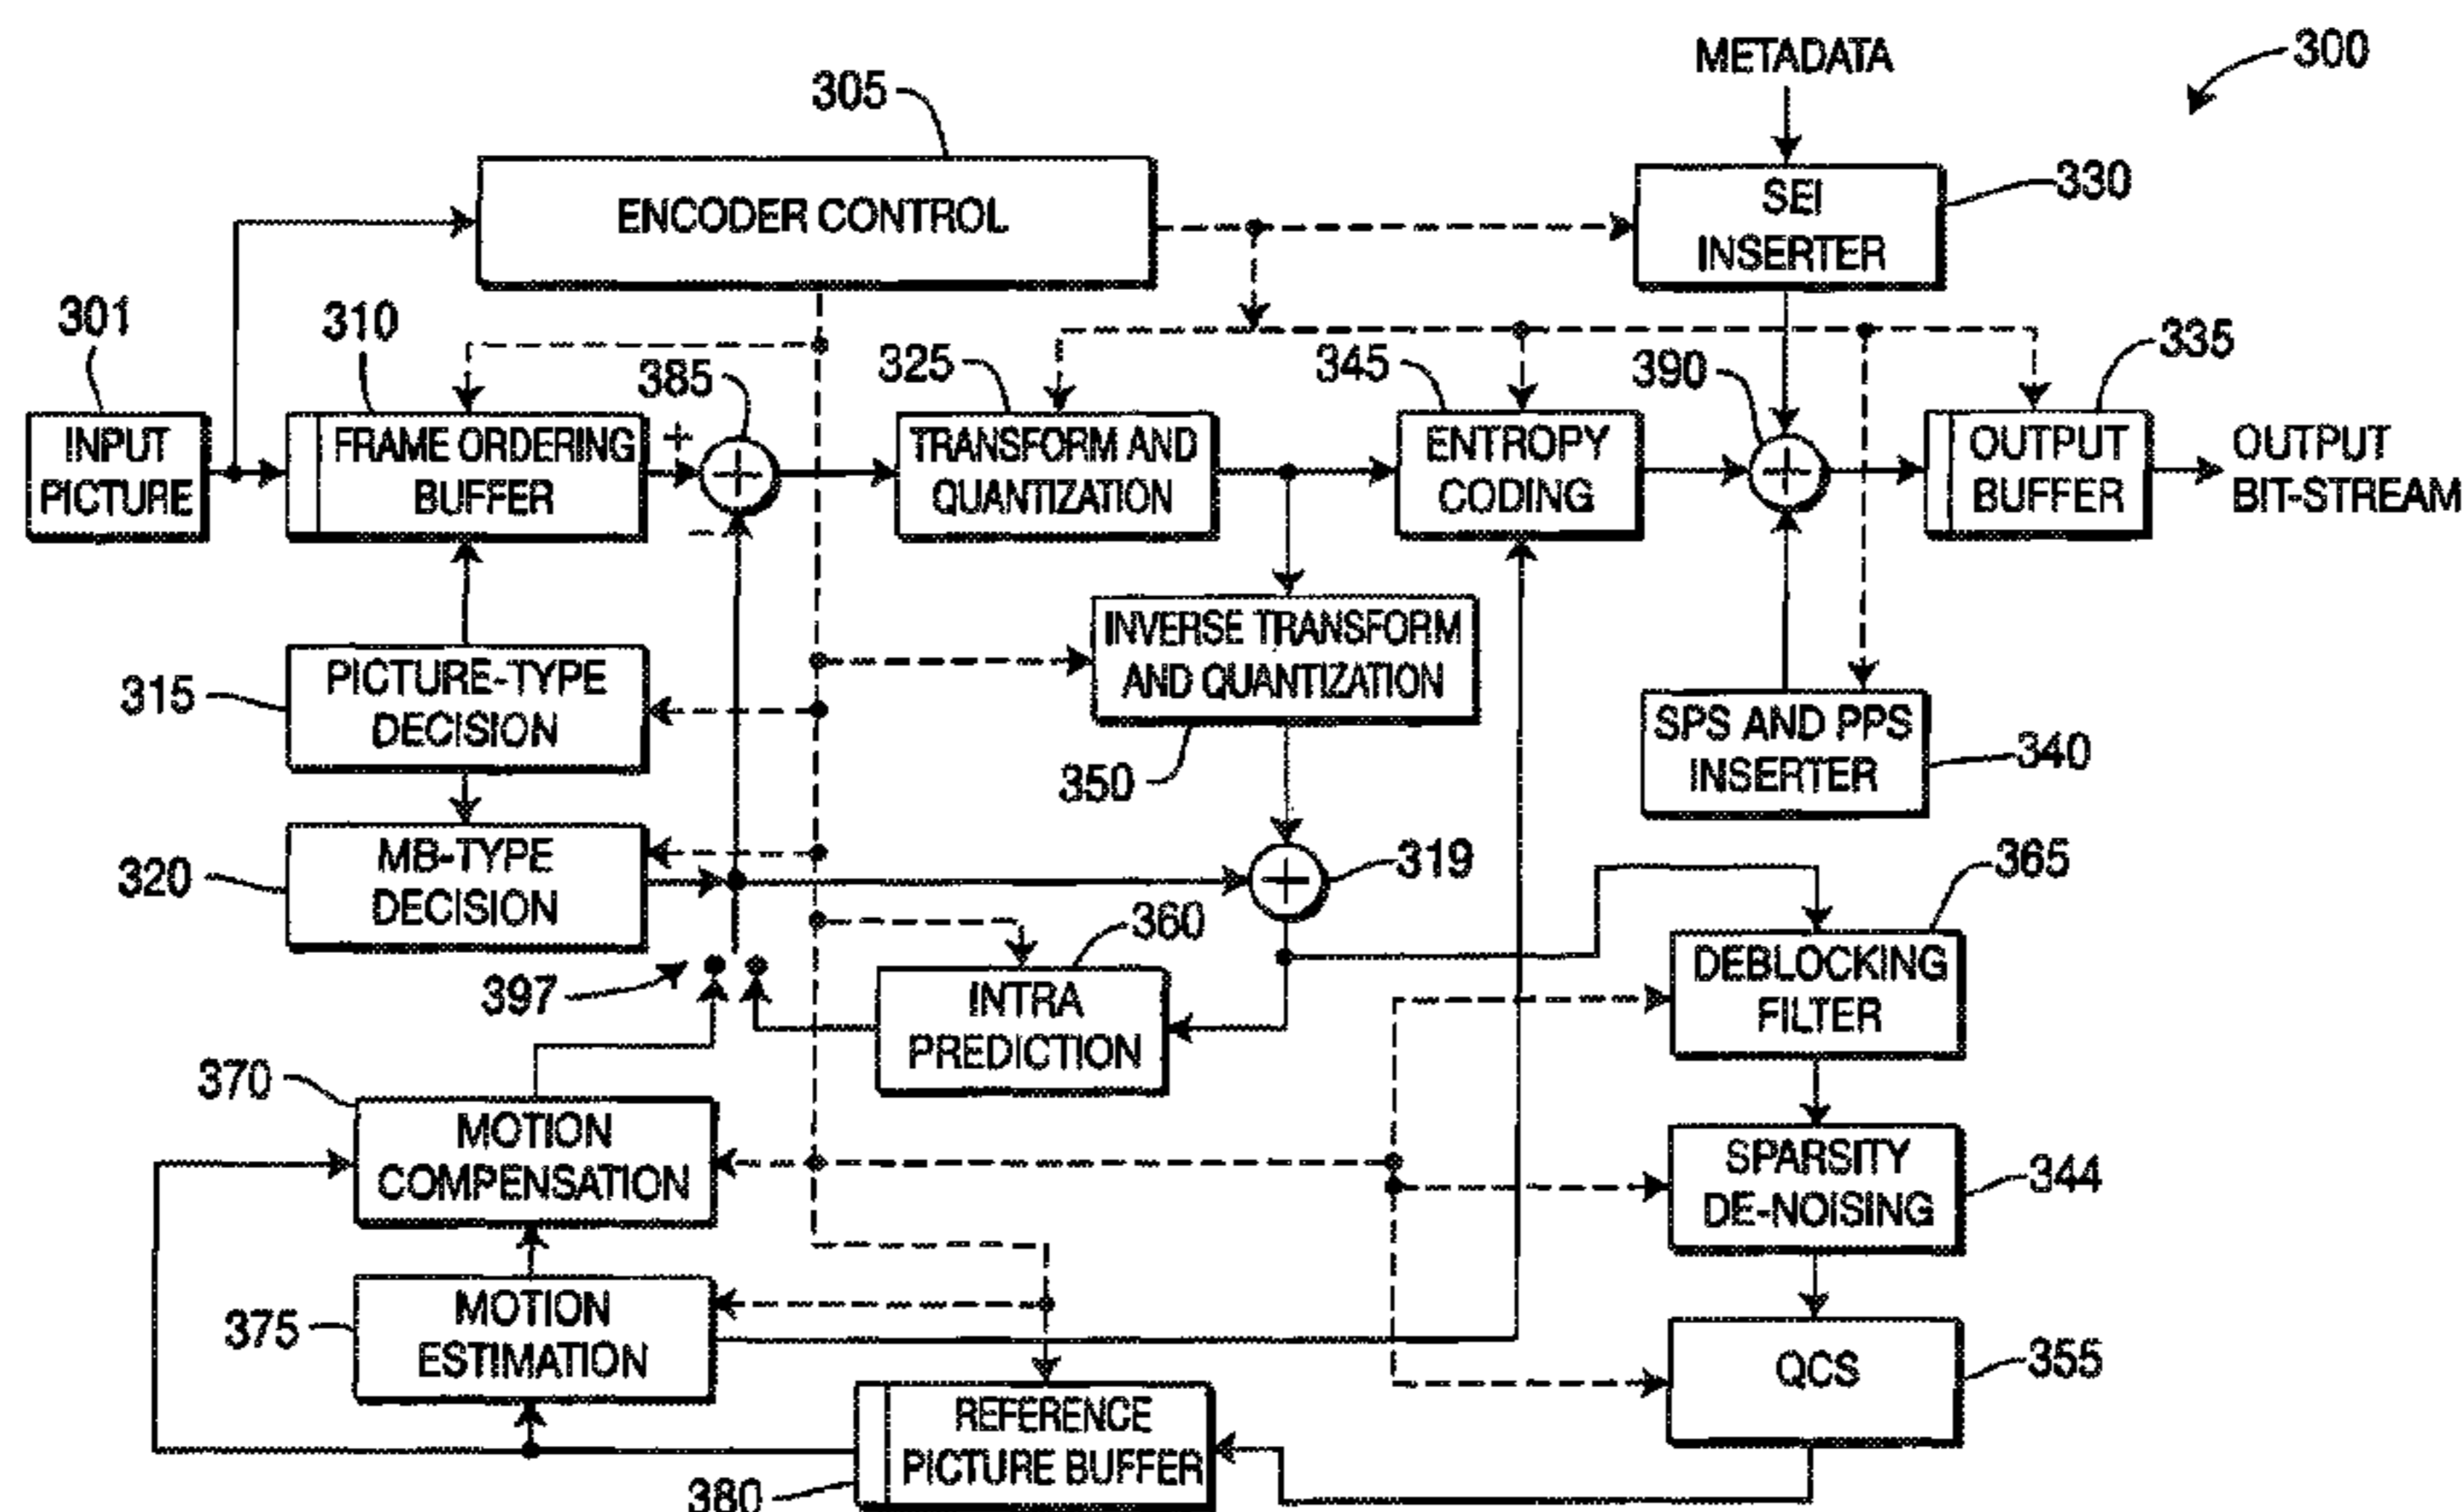 METADATA
300
305
ENCODER CONTROL
SEI
INSERTER
330
301
310
385
325
345
390
335
INPUT
PICTURE
FRAME ORDERING
BUFFER
+
-
+
TRANSFORM AND
QUANTIZATION
ENTROPY
CODING
+
OUTPUT
BUFFER
OUTPUT
BIT-STREAM
315
PICTURE-TYPE
DECISION
INVERSE TRANSFORM
AND QUANTIZATION
350
SPS AND PPS
INSERTER
340
320
MB-TYPE
DECISION
+
319
365
397
360
INTRA
PREDICTION
DEBLOCKING
FILTER
370
MOTION
COMPENSATION
SPARSITY
DE-NOISING
344
375
MOTION
ESTIMATION
QCS
355
REFERENCE
PICTURE BUFFER
380